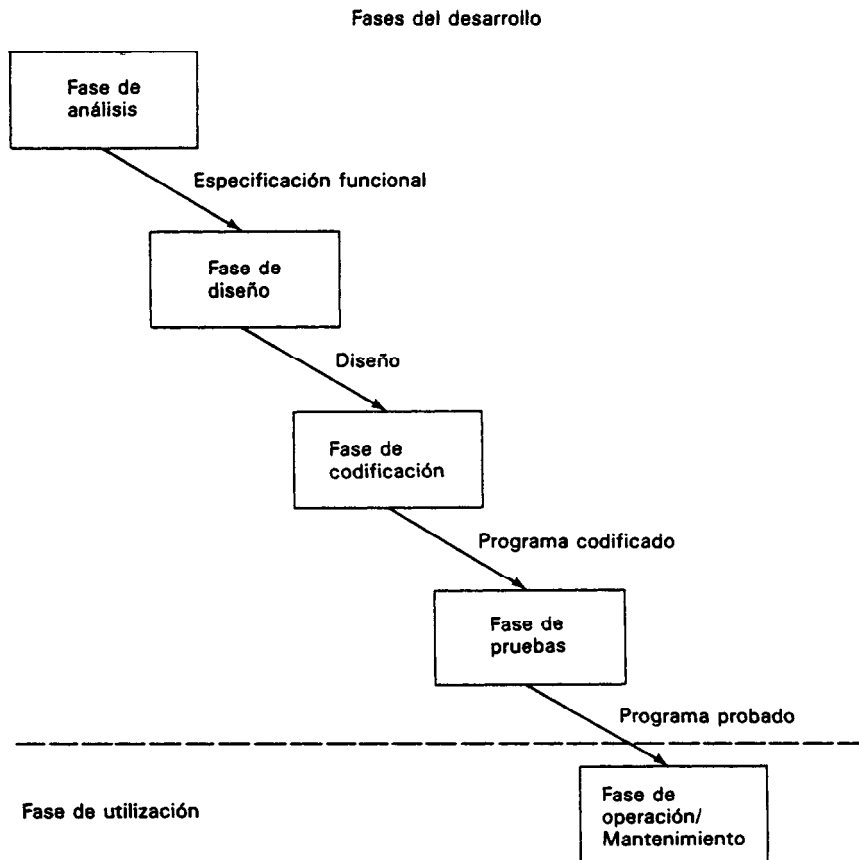 Fases del desarrollo
Fase de
análisis
Especificación funcional
Fase de
diseño
Diseño
Fase de
codificación
Programa codificado
Fase de
pruebas
Programa probado
Fase de utilización
Fase de
operación/
Mantenimiento